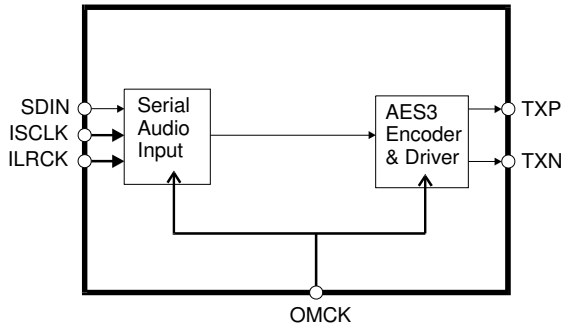 SDIN
ISCLK
ILRCK
Serial
Audio
Input
AES3
Encoder
& Driver
TXP
TXN
OMCK